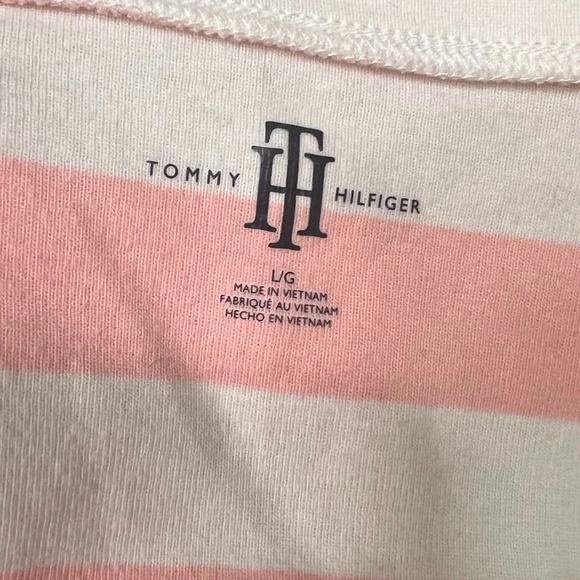 TOMMY TH HILFIGER
L/G
MADE IN VIETNAM
FABRIQUÉ AU VIETNAM
HECHO EN VIETNAM